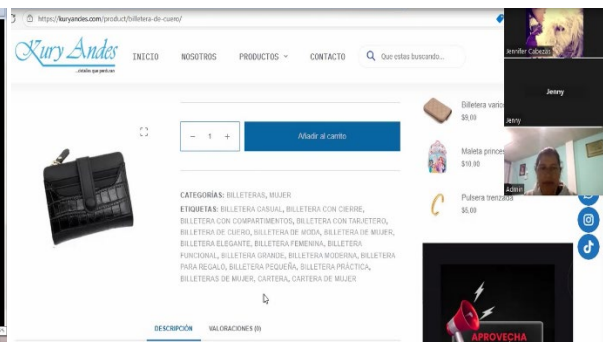 https://kuryandes.com/product/billetera-de-cuero/
Kury Andes
INICIO
NOSOTROS
PRODUCTOS
CONTACTO
Que estas buscando...
- 1 +
Añadir al carrito
CATEGORÍAS: BILLETERAS, MUJER
ETIQUETAS: BILLETERA CASUAL, BILLETERA CON CIERRE,
BILLETERA CON COMPARTIMENTOS, BILLETERA CON TARJETERO,
BILLETERA DE CUERO, BILLETERA DE MODA, BILLETERA DE MUJER,
BILLETERA ELEGANTE, BILLETERA FEMENINA, BILLETERA
FUNCIONAL, BILLETERA GRANDE, BILLETERA MODERNA, BILLETERA
PARA REGALO, BILLETERA PEQUEÑA, BILLETERA PRÁCTICA,
BILLETERAS DE MUJER, CARTERA, CARTERA DE MUJER
DESCRIPCIÓN
VALORACIONES (0)
Billetera vario
$9,00
Maleta princes
$10,00
Pulsera trenzada
$5,00
APROVECHA
Jennifer Cabezas
Jenny
Jenny
Admin